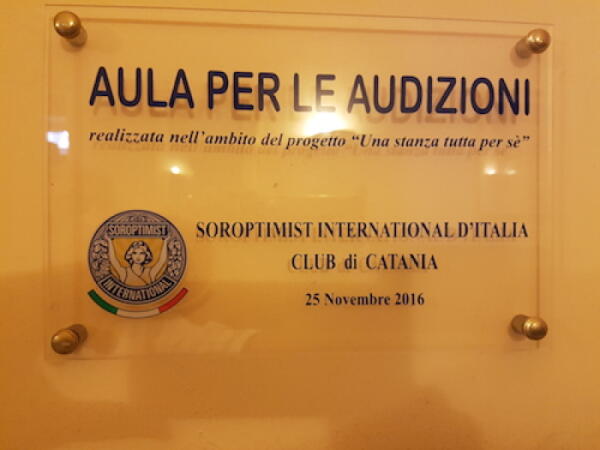 AULA PER LE AUDIZIONI
realizzata nell'ambito del progetto "Una stanza tutta per sè"
SOROPTIMIST
INTERNATIONAL
SOROPTIMIST INTERNATIONAL D'ITALIA
CLUB di CATANIA
25 Novembre 2016